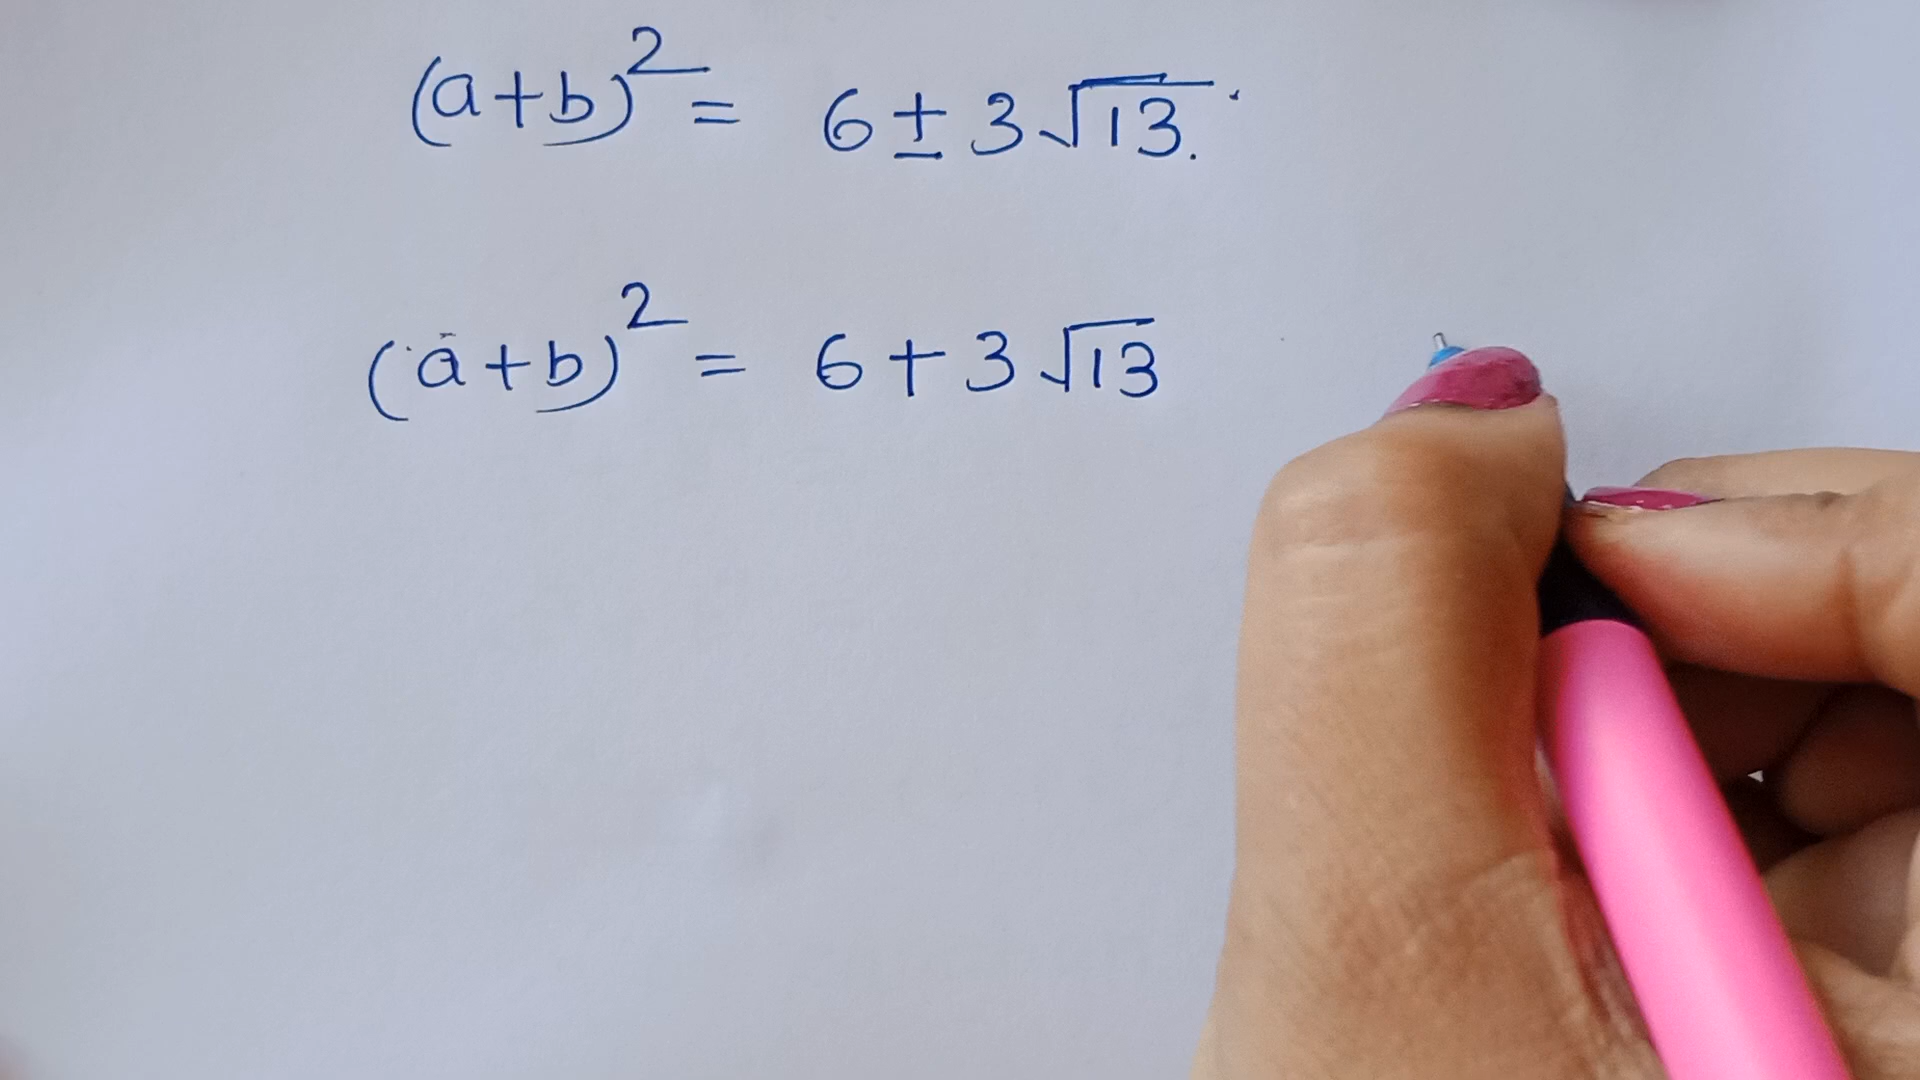 (a+b)² = 6 ± 3√13.
(a+b)² = 6 + 3√13